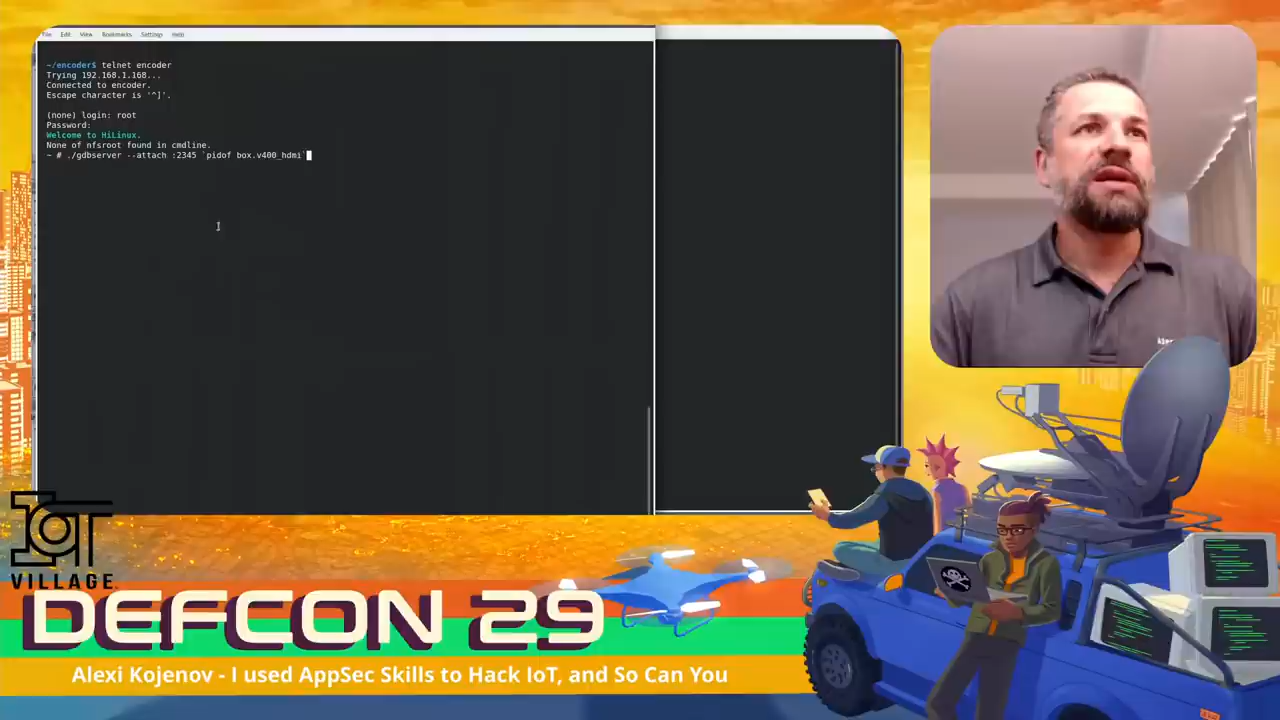 File Edit View Bookmarks Settings Help
~/encoder$ telnet encoder
Trying 192.168.1.168...
Connected to encoder.
Escape character is '^]'.
(none) login: root
Password:
Welcome to HiLinux.
None of nfsroot found in cmdline.
~ # ./gdbserver --attach :2345 `pidof box.v400_hdmi`
IoT
VILLAGE
DEFCON 29
Alexi Kojenov - I used AppSec Skills to Hack IoT, and So Can You